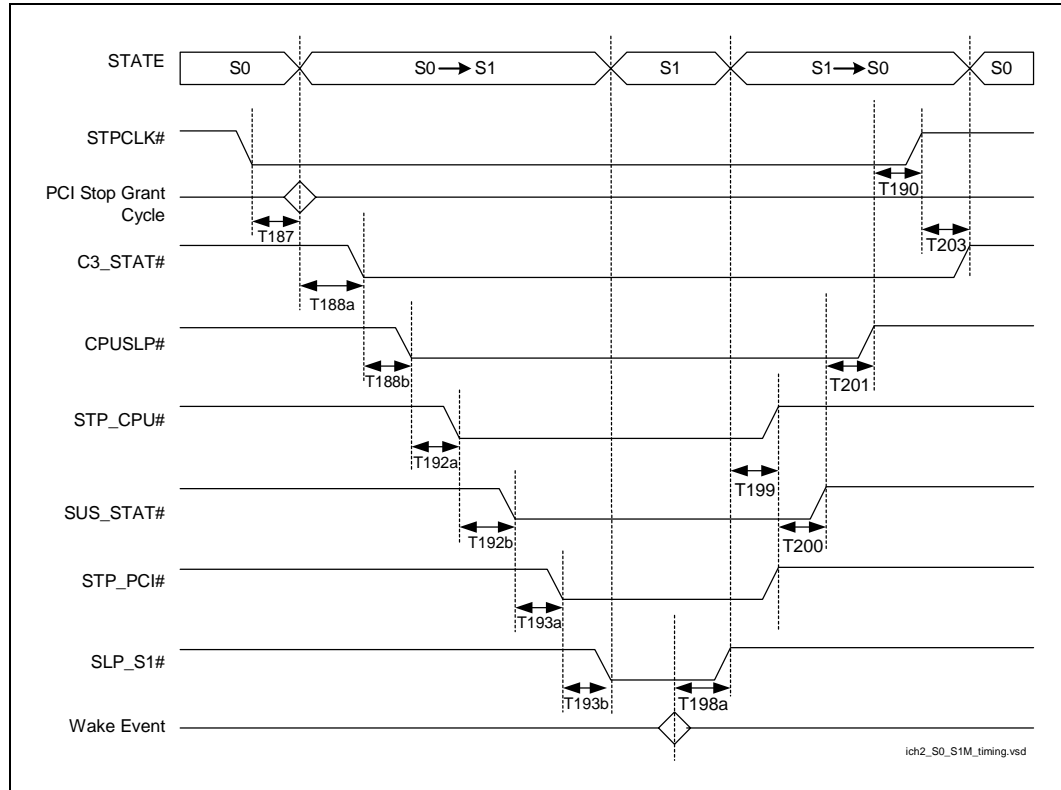 STATE
S0
S0 → S1
S1
S1 → S0
S0
STPCLK#
T190
PCI Stop Grant
Cycle
T187
T203
C3_STAT#
T188a
CPUSLP#
T188b
T201
STP_CPU#
T192a
T199
SUS_STAT#
T192b
T200
STP_PCI#
T193a
SLP_S1#
T193b
T198a
Wake Event
ich2_S0_S1M_timing.vsd